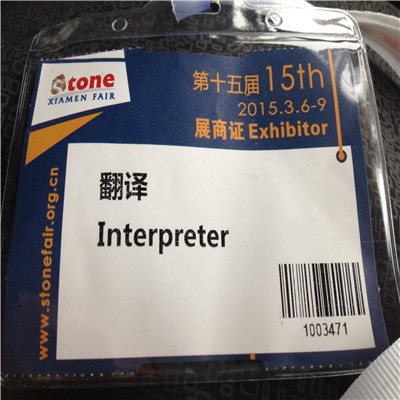 Stone
XIAMEN FAIR
第十五届 15th
2015.3.6-9
展商证 Exhibitor
www.stonefair.org.cn
翻译
Interpreter
1003471